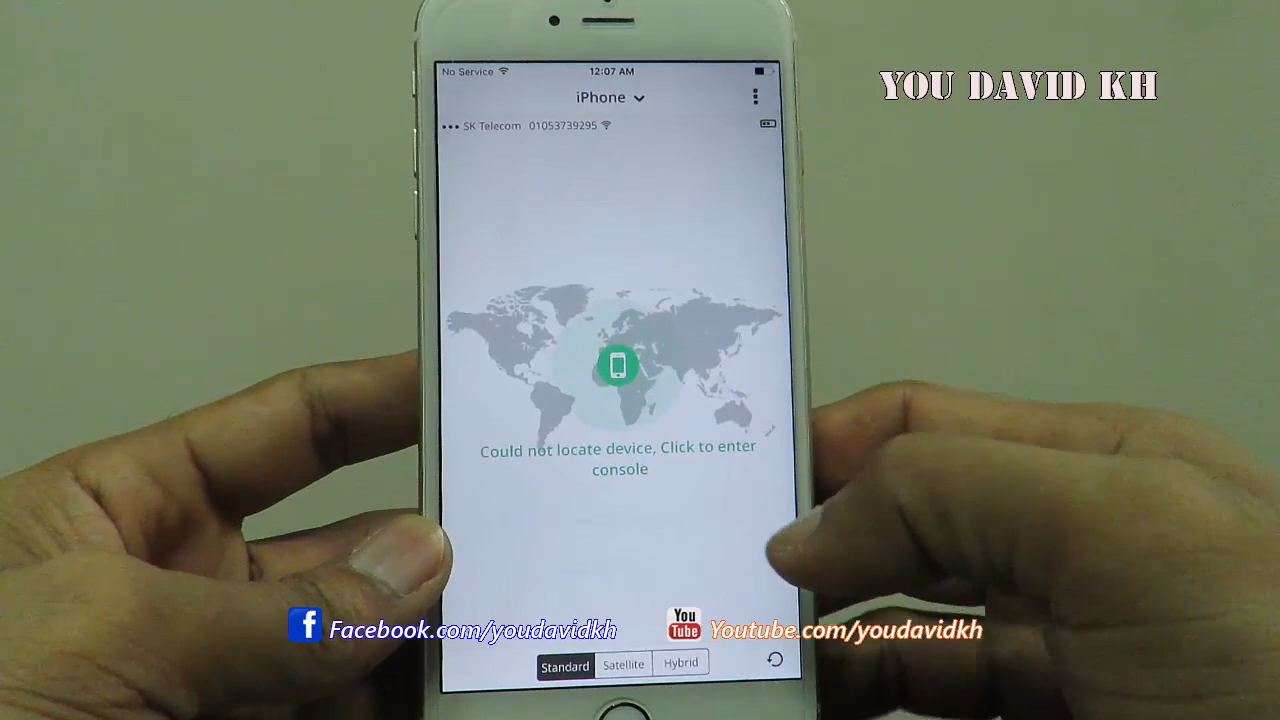 YOU DAVID KH
No Service 12:07 AM
iPhone
SK Telecom 01053739295
Could not locate device, Click to enter
console
Facebook.com/youdavidkh
You
Tube
Youtube.com/youdavidkh
Standard Satellite Hybrid